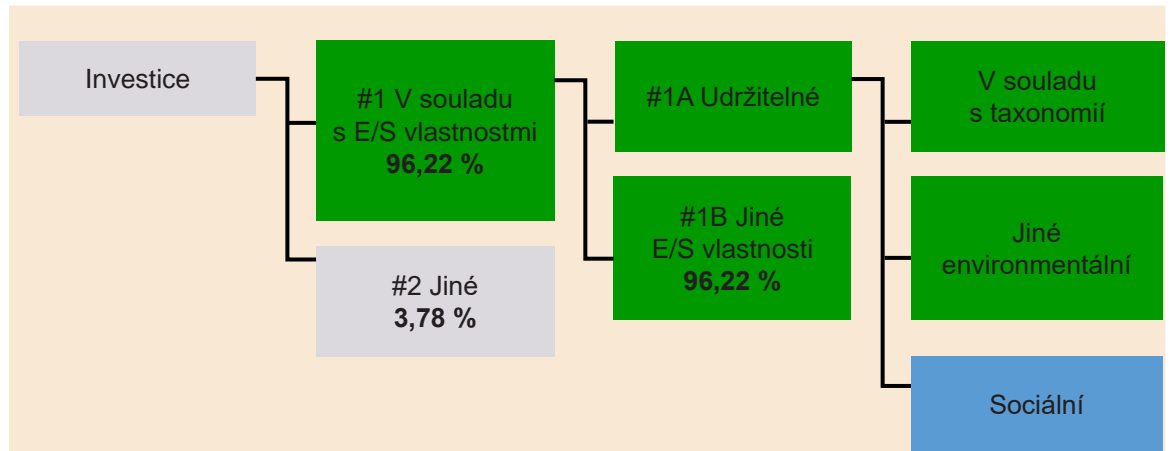 Investice
#1 V souladu
s E/S vlastnostmi
96,22 %
#2 Jiné
3,78 %
#1A Udržitelné
#1B Jiné
E/S vlastnosti
96,22 %
V souladu
s taxonomií
Jiné
environmentální
Sociální